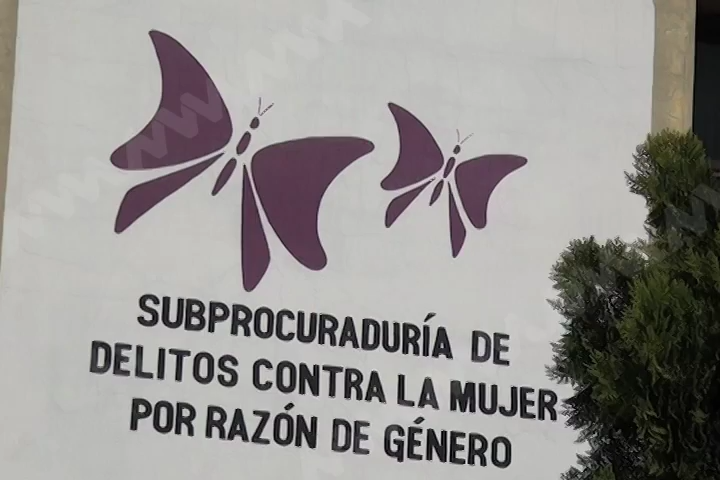 SUBPROCURADURÍA DE
DELITOS CONTRA LA MUJER
POR RAZÓN DE GÉNERO